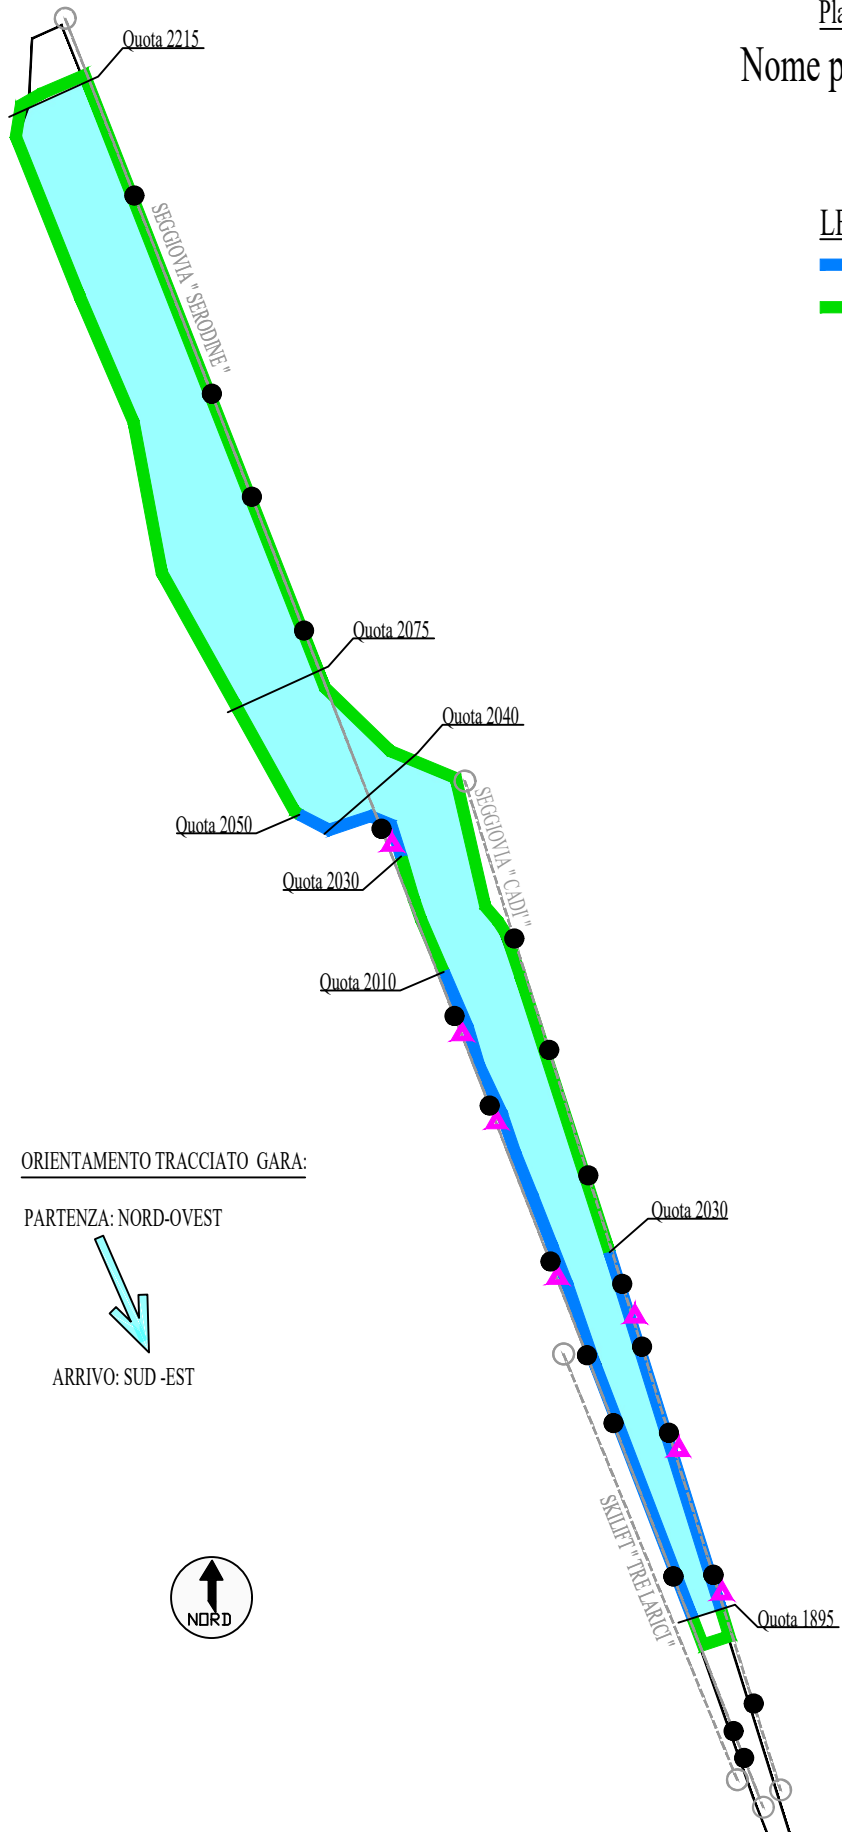 Quota 2215
Nome p
SEGGIOVIA " SERODINE "
Quota 2075
Quota 2040
SEGGIOVIA " CADI' "
Quota 2050
Quota 2030
Quota 2010
ORIENTAMENTO TRACCIATO GARA:
PARTENZA: NORD-OVEST
Quota 2030
ARRIVO: SUD -EST
SKILIFT " TRE LARICI "
NORD
Quota 1895